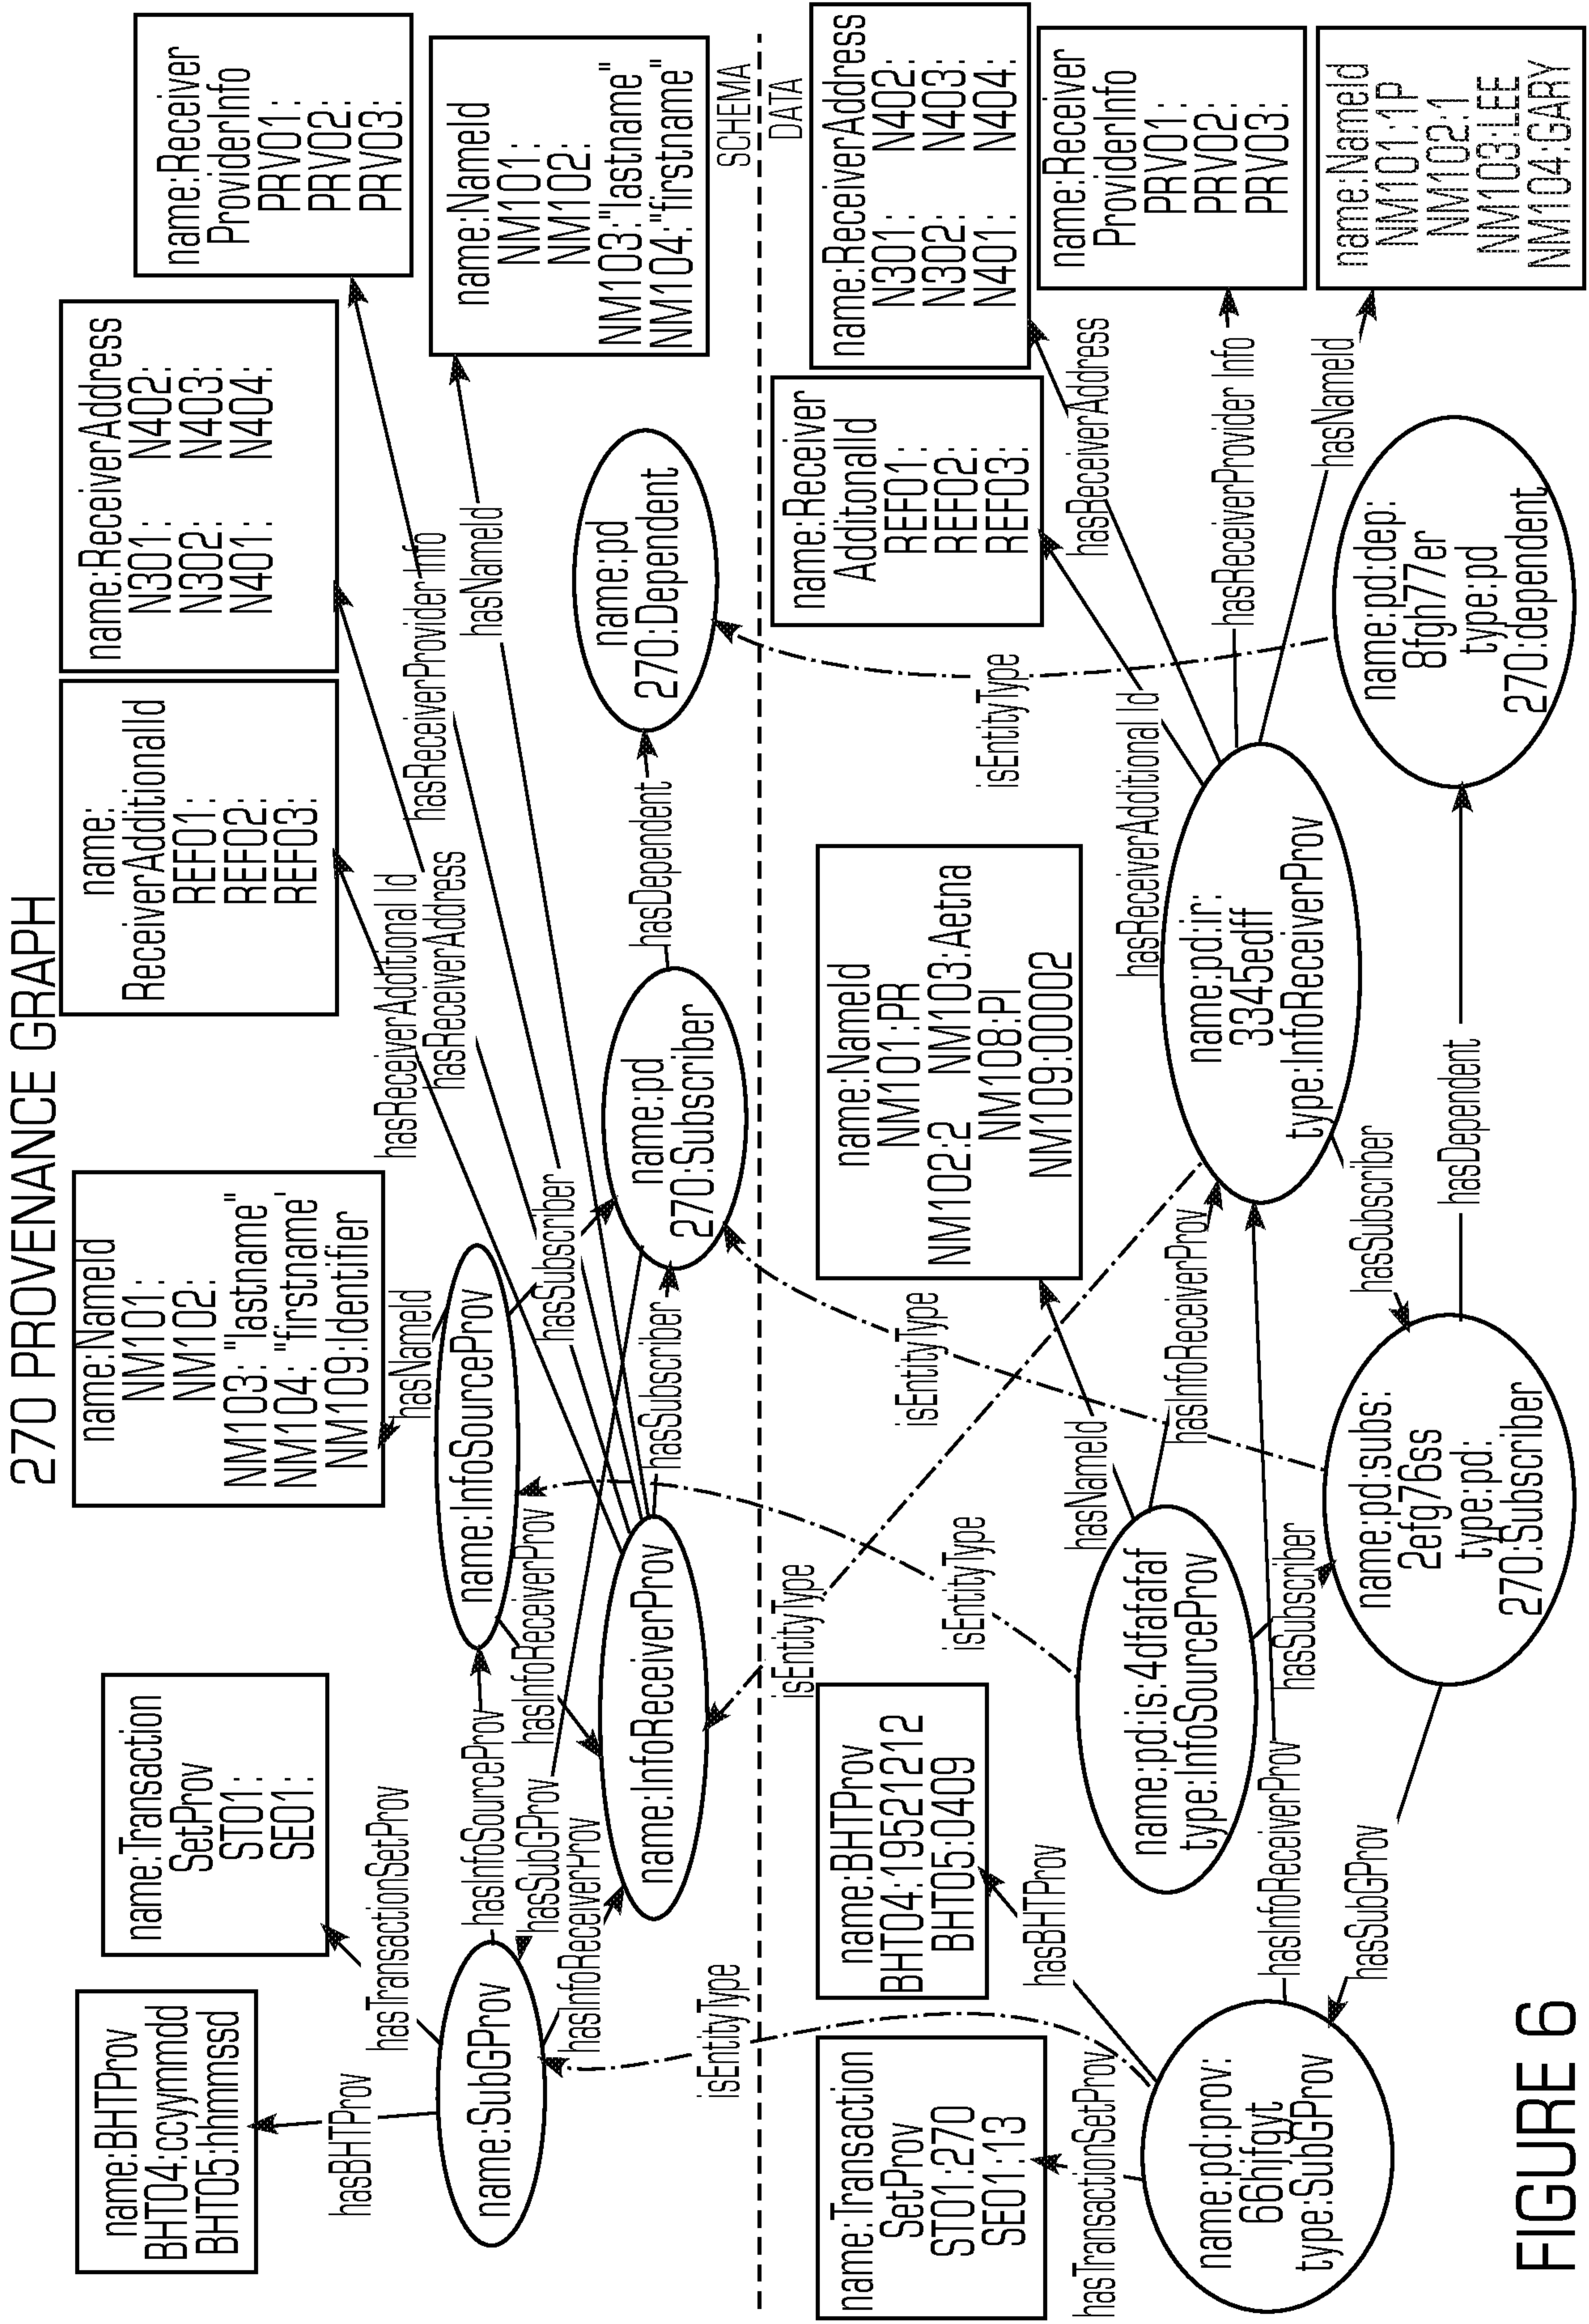 270 PROVENANCE GRAPH
name:BHTProv
BHT04:ccyymmdd
BHT05:hmmssd
name:Transaction
SetProv
ST01:
SE01:
name:NameId
NM101:
NM102:
NM103: "lastname"
NM104: "firstname'
NM109:Identifier
name:
ReceiverAdditionalId
REF01:
REF02:
REF03:
name:ReceiverAddress
N301: N402:
N302: N403:
N401: N404:
name:Receiver
ProviderInfo
PRV01:
PRV02:
PRV03:
name:NameId
NM101:
NM102:
NM103:"lastname"
NM104:"firstname"
hasBHTProv
hasTransactionSetProv
hasNameId
hasReceiverAdditional Id
hasReceiverAddress
hasReceiverProvider Info
hasNameId
name:SubGProv
hasInfoSourceProv
name:InfoSourceProv
hasInfoReceiverProv
hasInfoReceiverProv
hasSubGProv
hasInfoReceiverProv
hasSubscriber
hasSubscriber
name:InfoReceiverProv
name:pd
270:Subscriber
hasDependent
name:pd
270:Dependent
SCHEMA
DATA
isEntityType
isEntityType
isEntityType
isEntityType
isEntityType
name:Transaction
SetProv
ST01:270
SE01:13
name:BHTProv
BHT04:19521212
BHT05:0409
name:NameId
NM101:PR
NM102:2 NM103:Aetna
NM108:PI
NM109:00002
name:Receiver
AdditonalId
REF01:
REF02:
REF03:
name:ReceiverAddress
N301: N402:
N302: N403:
N401: N404:
name:Receiver
ProviderInfo
PRV01:
PRV02:
PRV03:
name:NameId
NM101:1P
NM102:1
NM103:LEE
NM104:GARY
hasTransactionSetProv
hasBHTProv
hasNameId
hasInfoReceiverProv
hasReceiverAdditional Id
hasReceiverAddress
hasReceiverProvider Info
hasNameId
name:pd:prov:
66hjfgyt
type:SubGProv
name:pd:is:4dfafafaf
type:InfoSourceProv
name:pd:ir:
3345edff
type:InfoReceiverProv
hasInfoReceiverProv
hasSubscriber
hasSubscriber
hasSubGProv
name:pd:subs:
2efg76ss
type:pd:
270:Subscriber
hasDependent
name:pd:dep:
8fgh77er
type:pd
270:dependent
FIGURE 6